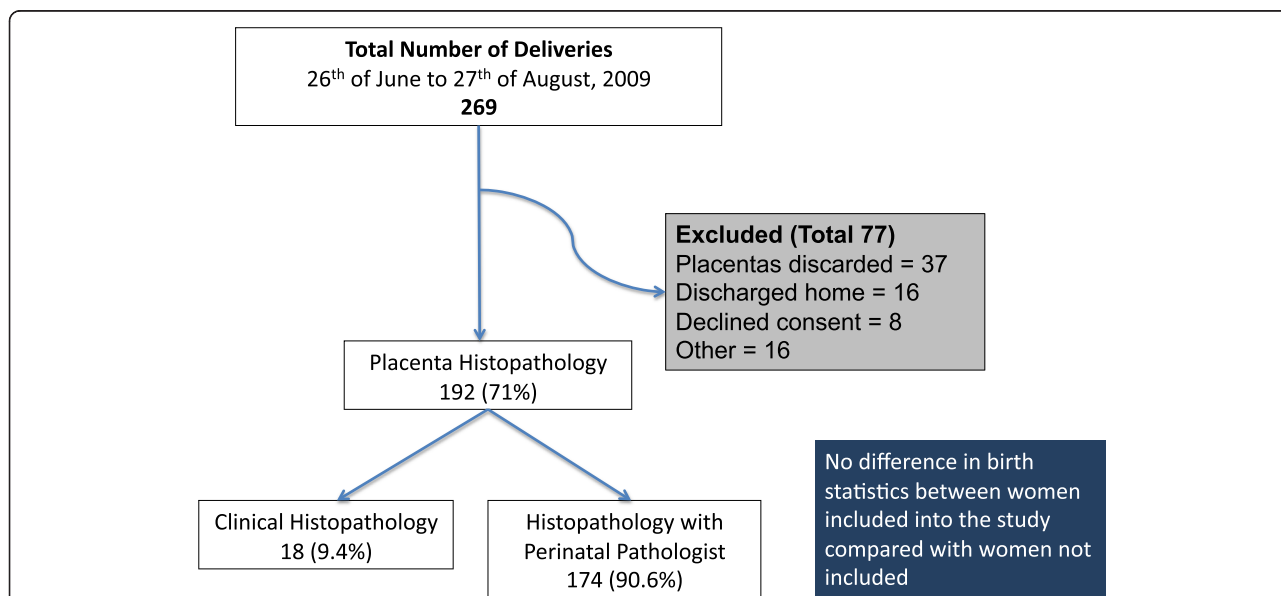 Total Number of Deliveries
26th of June to 27th of August, 2009
269
Excluded (Total 77)
Placentas discarded = 37
Discharged home = 16
Declined consent = 8
Other = 16
Placenta Histopathology
192 (71%)
Clinical Histopathology
18 (9.4%)
Histopathology with
Perinatal Pathologist
174 (90.6%)
No difference in birth
statistics between women
included into the study
compared with women not
included